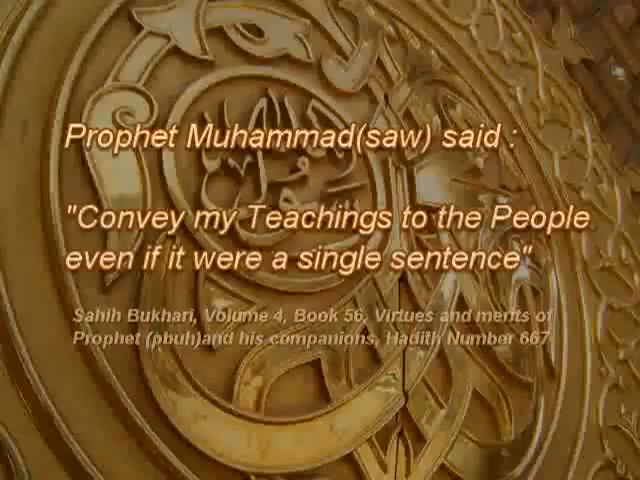 Prophet Muhammad(saw) said :
"Convey my Teachings to the People
even if it were a single sentence"
Sahih Bukhari, Volume 4, Book 56, Virtues and merits of
Prophet (pbuh)and his companions, Hadith Number 667